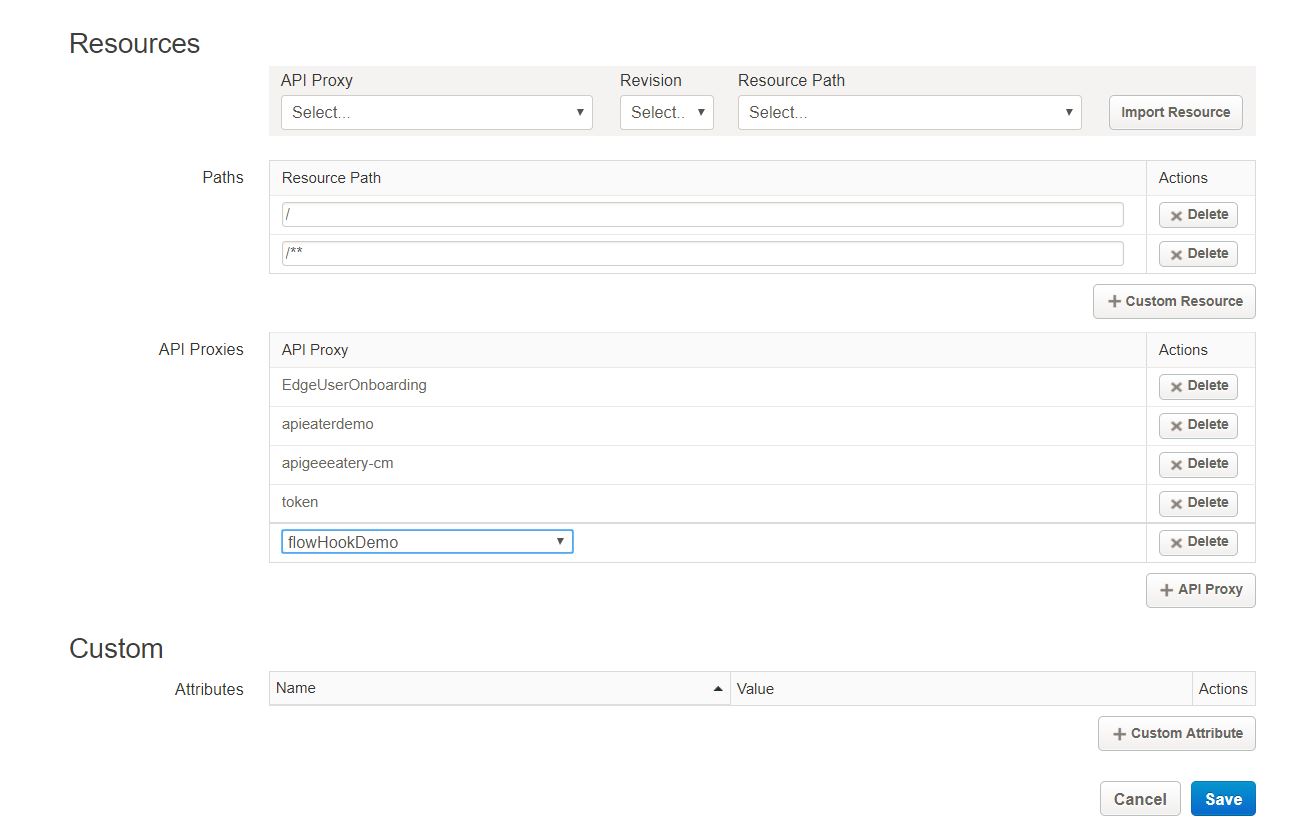 Resources
API Proxy Revision Resource Path
Select... Select.. Select... Import Resource
Paths Resource Path Actions
/ Delete
/** Delete
Custom Resource
API Proxies API Proxy Actions
EdgeUserOnboarding Delete
apieaterdemo Delete
apigeeeatery-cm Delete
token Delete
flowHookDemo Delete
API Proxy
Custom
Attributes Name Value Actions
Custom Attribute
Cancel Save